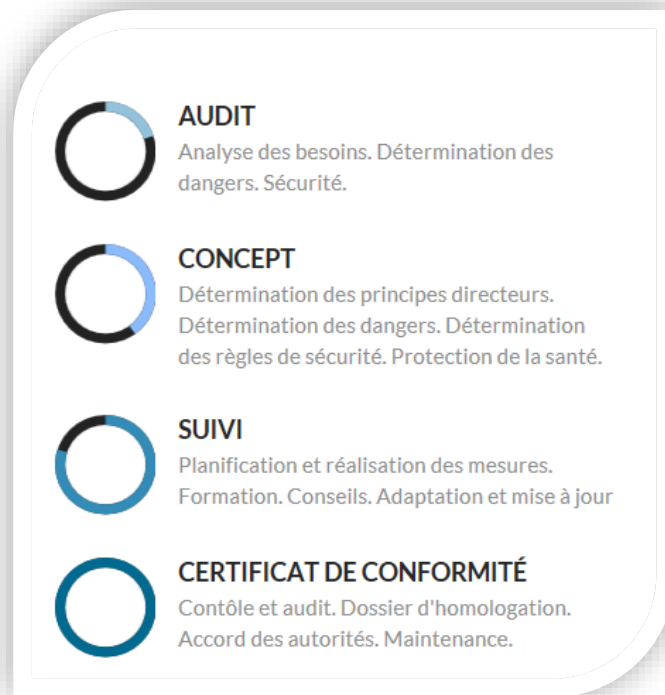 AUDIT
Analyse des besoins. Détermination des
dangers. Sécurité.
CONCEPT
Détermination des principes directeurs.
Détermination des dangers. Détermination
des règles de sécurité. Protection de la santé.
SUIVI
Planification et réalisation des mesures.
Formation. Conseils. Adaptation et mise à jour
CERTIFICAT DE CONFORMITÉ
Contôle et audit. Dossier d'homologation.
Accord des autorités. Maintenance.